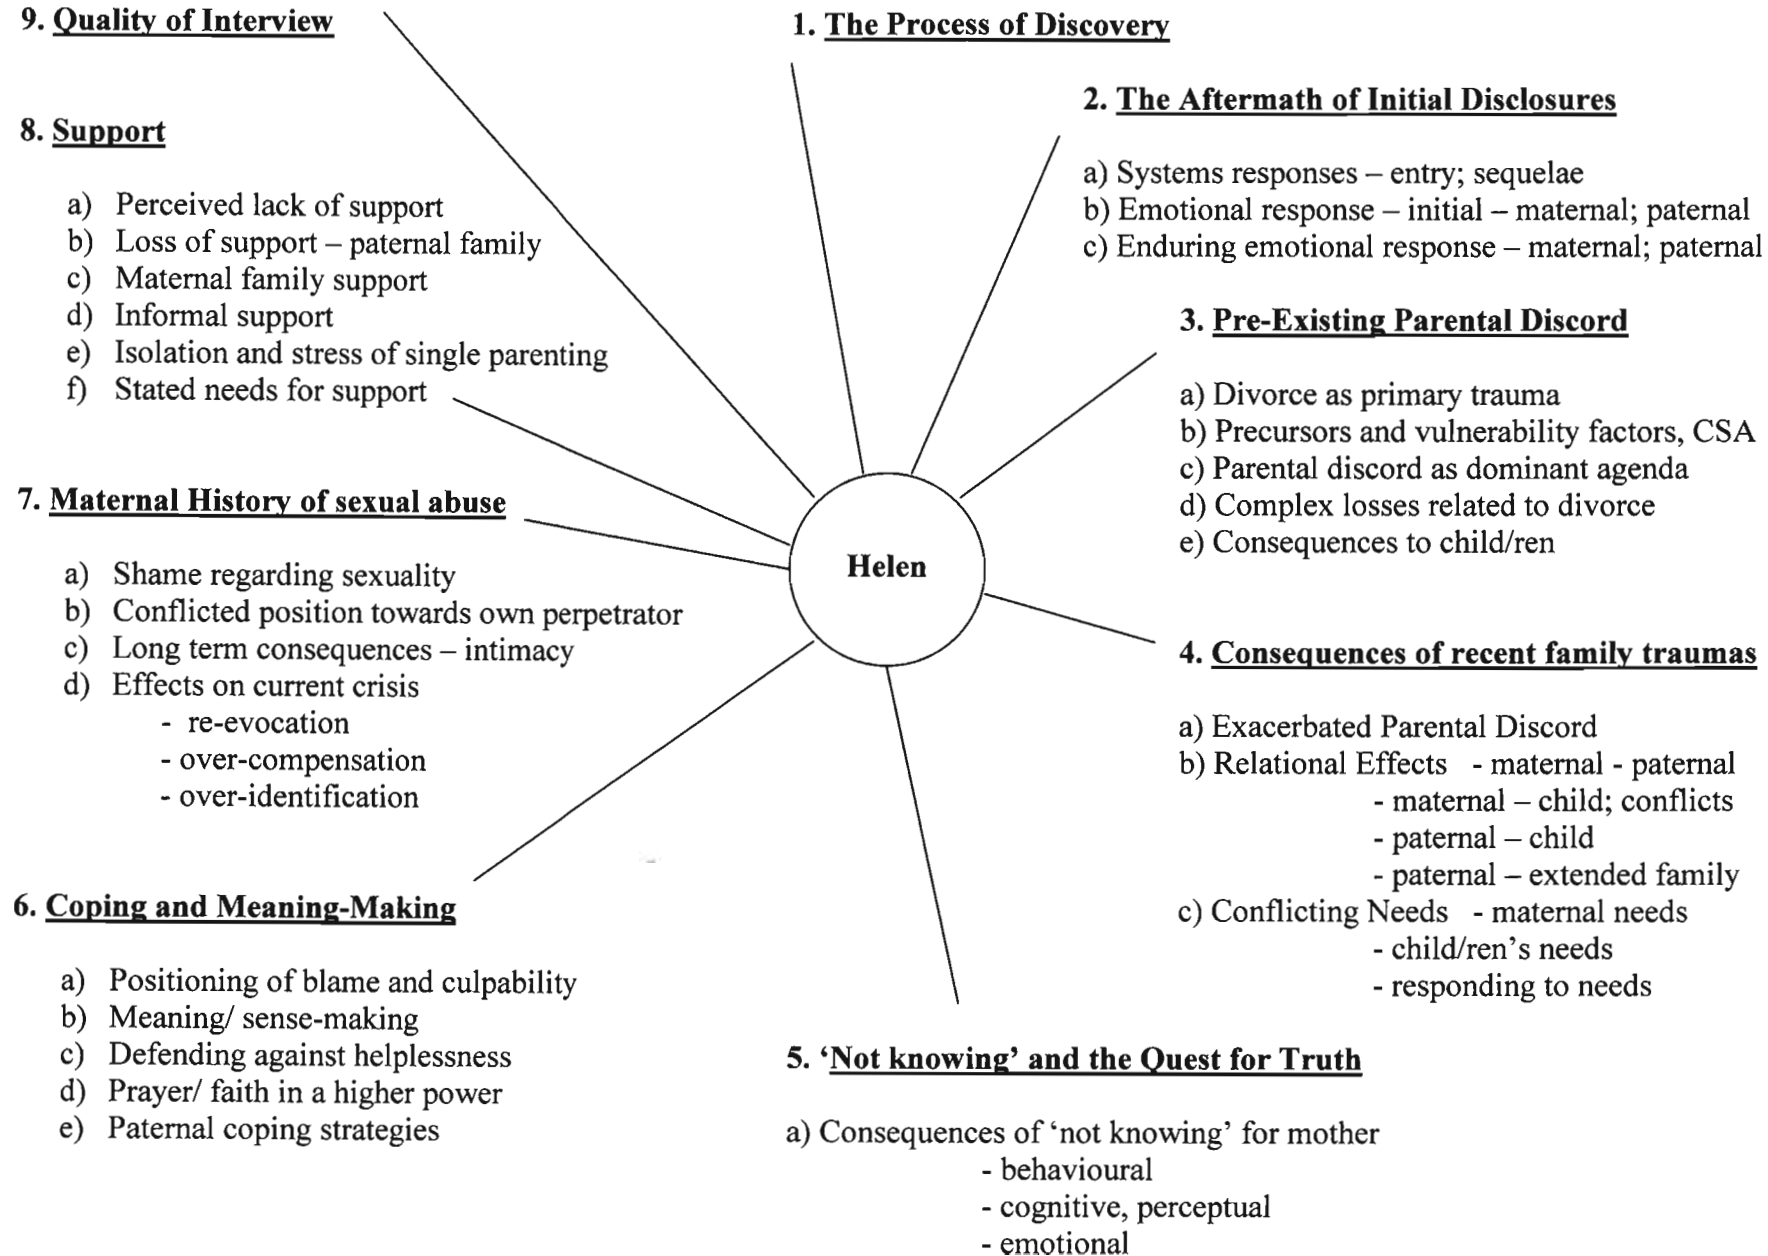 9. Quality of Interview
8. Support
a) Perceived lack of support
b) Loss of support – paternal family
c) Maternal family support
d) Informal support
e) Isolation and stress of single parenting
f) Stated needs for support
7. Maternal History of sexual abuse
a) Shame regarding sexuality
b) Conflicted position towards own perpetrator
c) Long term consequences – intimacy
d) Effects on current crisis
- re-evocation
- over-compensation
- over-identification
6. Coping and Meaning-Making
a) Positioning of blame and culpability
b) Meaning/ sense-making
c) Defending against helplessness
d) Prayer/ faith in a higher power
e) Paternal coping strategies
Helen
1. The Process of Discovery
2. The Aftermath of Initial Disclosures
a) Systems responses – entry; sequelae
b) Emotional response – initial – maternal; paternal
c) Enduring emotional response – maternal; paternal
3. Pre-Existing Parental Discord
a) Divorce as primary trauma
b) Precursors and vulnerability factors, CSA
c) Parental discord as dominant agenda
d) Complex losses related to divorce
e) Consequences to child/ren
4. Consequences of recent family traumas
a) Exacerbated Parental Discord
b) Relational Effects - maternal - paternal
- maternal – child; conflicts
- paternal – child
- paternal – extended family
c) Conflicting Needs - maternal needs
- child/ren's needs
- responding to needs
5. ‘Not knowing’ and the Quest for Truth
a) Consequences of ‘not knowing’ for mother
- behavioural
- cognitive, perceptual
- emotional